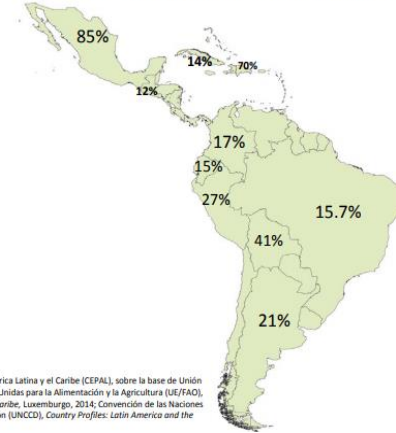 85%
14%
70%
12%
17%
15%
27%
15.7%
41%
21%
rica Latina y el Caribe (CEPAL), sobre la base de Unión
Unidas para la Alimentación y la Agricultura (UE/FAO),
aribe, Luxemburgo, 2014; Convención de las Naciones
ón (UNCCD), Country Profiles: Latin America and the